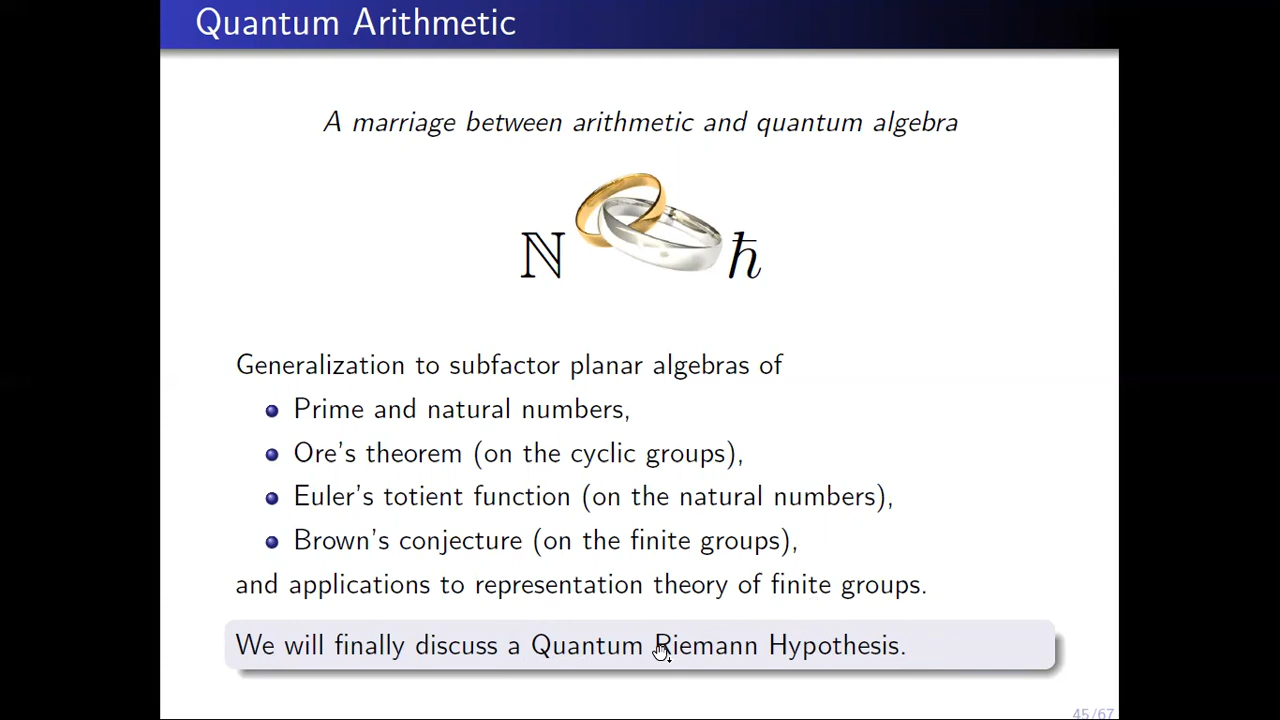 Quantum Arithmetic
A marriage between arithmetic and quantum algebra
ℕ ℏ
Generalization to subfactor planar algebras of
Prime and natural numbers,
Ore's theorem (on the cyclic groups),
Euler's totient function (on the natural numbers),
Brown's conjecture (on the finite groups),
and applications to representation theory of finite groups.
We will finally discuss a Quantum Riemann Hypothesis.
45/67